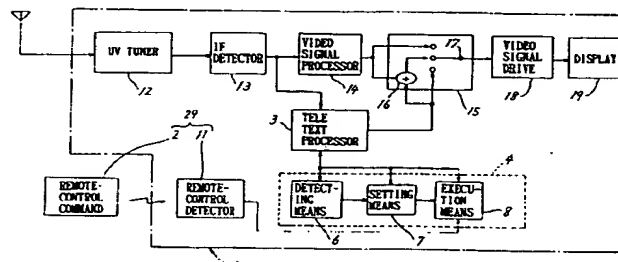 UV TUNER
12
IF
DETECTOR
13
VIDEO
SIGNAL
PROCESSOR
14
16
17
15
VIDEO
SIGNAL
DRIVE
18
DISPLAY
19
3
TELE
TEXT
PROCESSOR
4
29
2
11
REMOTE-
CONTROL
COMMAND
REMOTE-
CONTROL
DETECTOR
DETECT-
ING
MEANS
6
SETTING
MEANS
7
EXECU-
TION
MEANS
8